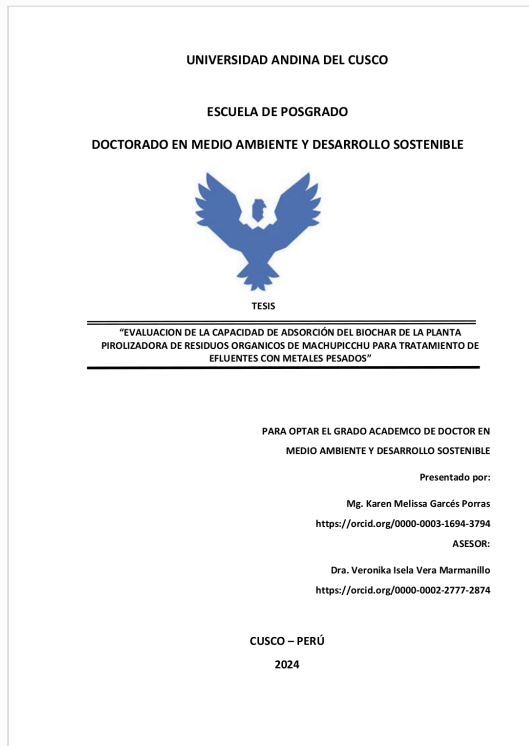 UNIVERSIDAD ANDINA DEL CUSCO
ESCUELA DE POSGRADO
DOCTORADO EN MEDIO AMBIENTE Y DESARROLLO SOSTENIBLE
TESIS
“EVALUACION DE LA CAPACIDAD DE ADSORCIÓN DEL BIOCHAR DE LA PLANTA
PIROLIZADORA DE RESIDUOS ORGANICOS DE MACHUPICCHU PARA TRATAMIENTO DE
EFLUENTES CON METALES PESADOS”
PARA OPTAR EL GRADO ACADEMCO DE DOCTOR EN
MEDIO AMBIENTE Y DESARROLLO SOSTENIBLE
Presentado por:
Mg. Karen Melissa Garcés Porras
https://orcid.org/0000-0003-1694-3794
ASESOR:
Dra. Veronika Isela Vera Marmanillo
https://orcid.org/0000-0002-2777-2874
CUSCO – PERÚ
2024